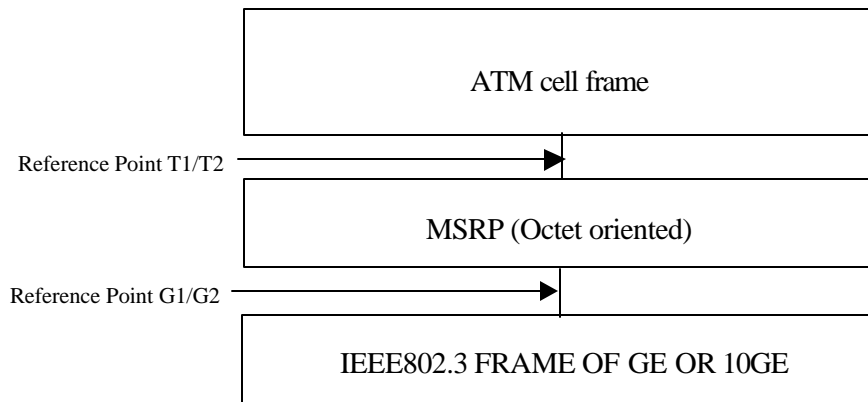 ATM cell frame
Reference Point T1/T2
MSRP (Octet oriented)
Reference Point G1/G2
IEEE802.3 FRAME OF GE OR 10GE